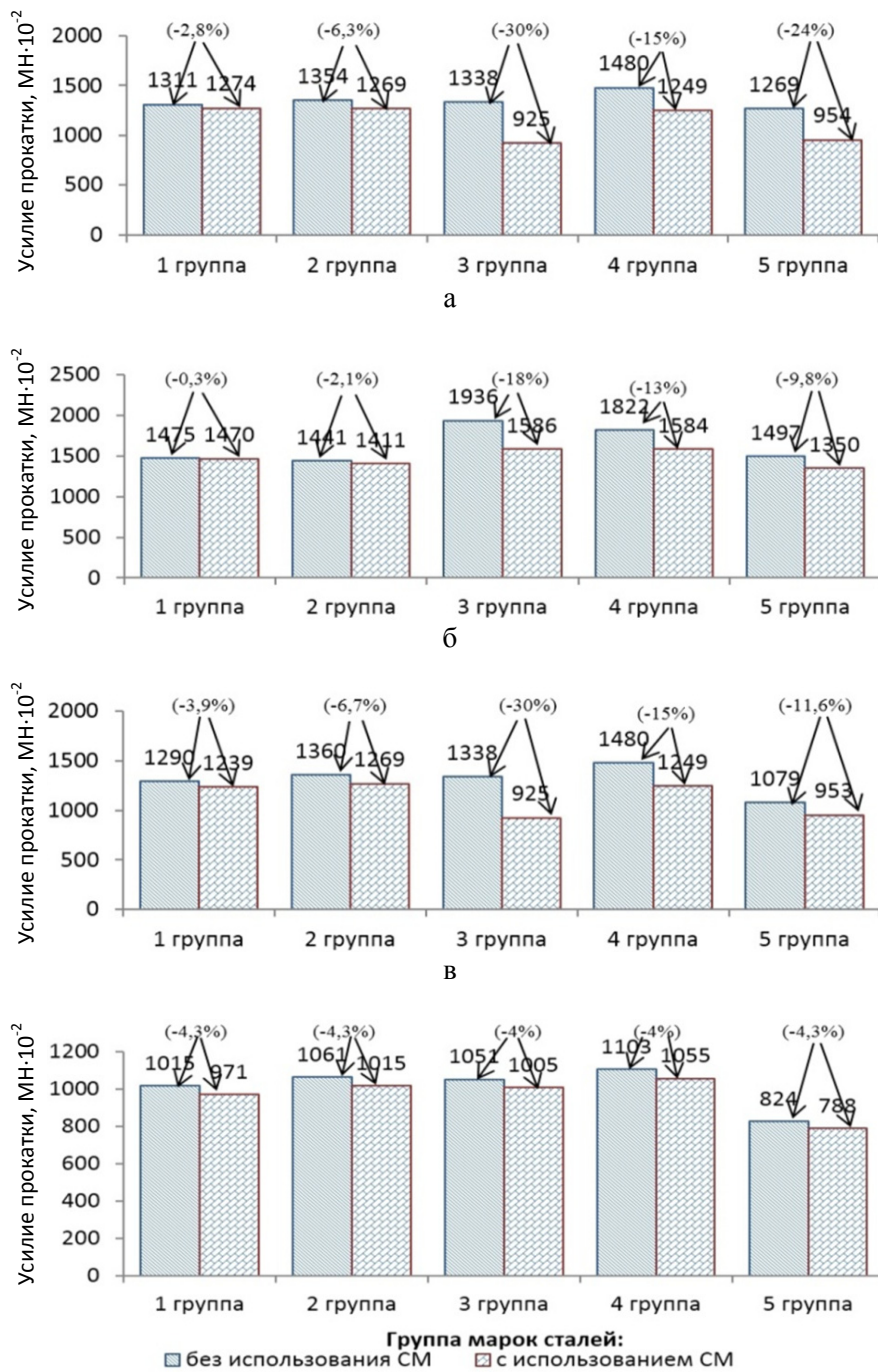 Усилие прокатки, МН·10⁻²
2000
1500
1000
500
0
(-2,8%) (-6,3%) (-30%) (-15%) (-24%)
1311 1274 1354 1269 1338 925 1480 1249 1269 954
1 группа 2 группа 3 группа 4 группа 5 группа
а
Усилие прокатки, МН·10⁻²
2500
2000
1500
1000
500
0
(-0,3%) (-2,1%) (-18%) (-13%) (-9,8%)
1475 1470 1441 1411 1936 1586 1822 1584 1497 1350
1 группа 2 группа 3 группа 4 группа 5 группа
б
Усилие прокатки, МН·10⁻²
2000
1500
1000
500
0
(-3,9%) (-6,7%) (-30%) (-15%) (-11,6%)
1290 1239 1360 1269 1338 925 1480 1249 1079 953
1 группа 2 группа 3 группа 4 группа 5 группа
в
Усилие прокатки, МН·10⁻²
1200
1000
800
600
400
200
0
(-4,3%) (-4,3%) (-4%) (-4%) (-4,3%)
1015 971 1061 1015 1051 1005 1103 1055 824 788
1 группа 2 группа 3 группа 4 группа 5 группа
Группа марок сталей:
без использования СМ с использованием СМ